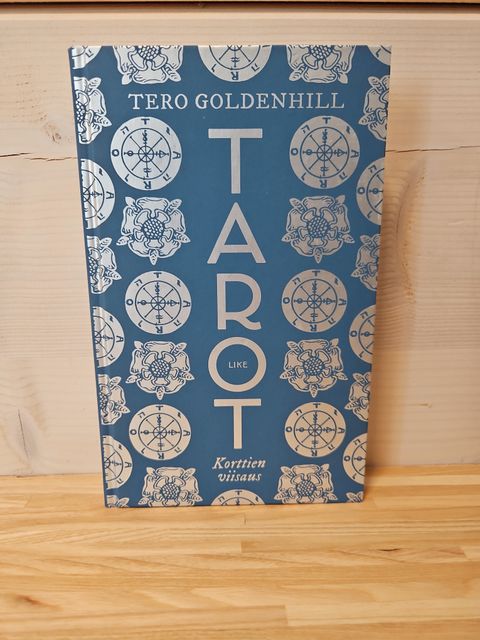 TERO GOLDENHILL
TAROT
LIKE
Korttien
viisaus